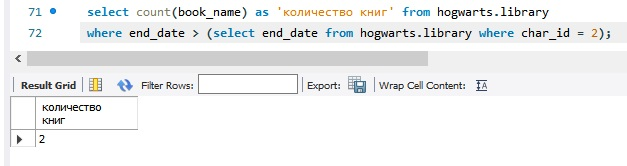 71 select count(book_name) as 'количество книг' from hogwarts.library
72 where end_date > (select end_date from hogwarts.library where char_id = 2);
Result Grid Filter Rows: Export: Wrap Cell Content: IA
количество
книг
2